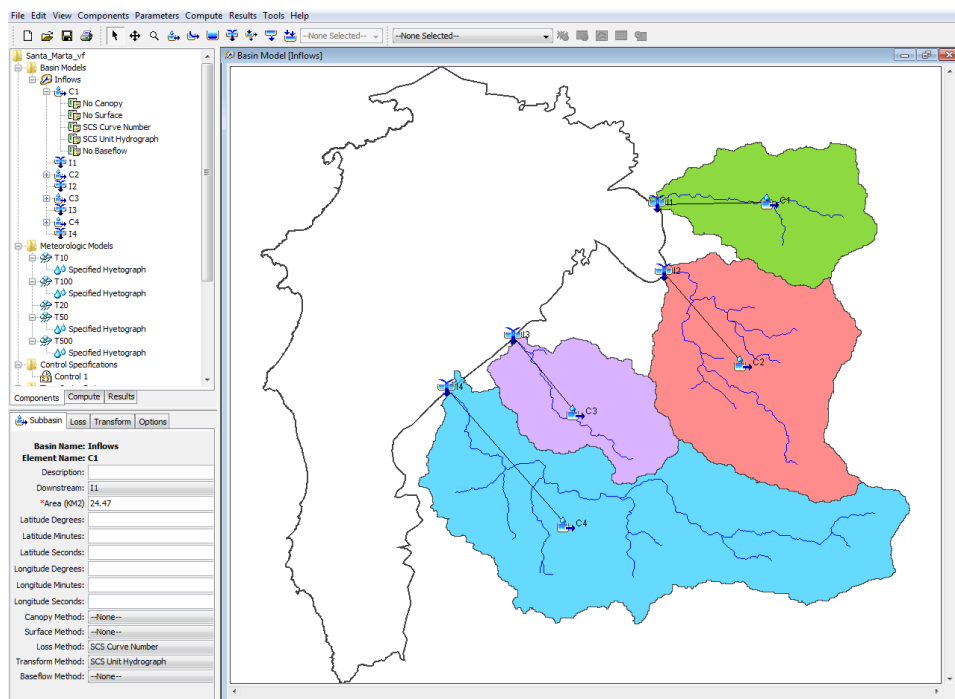 File Edit View Components Parameters Compute Results Tools Help
--None Selected-- --None Selected--
Santa_Marta_vf
Basin Models
Inflows
C1
No Canopy
No Surface
SCS Curve Number
SCS Unit Hydrograph
No Baseflow
I1
C2
I2
C3
I3
C4
I4
Meteorologic Models
T10
Specified Hyetograph
T100
Specified Hyetograph
T20
T50
Specified Hyetograph
T500
Specified Hyetograph
Control Specifications
Control 1
Components Compute Results
Subbasin Loss Transform Options
Basin Name: Inflows
Element Name: C1
Description:
Downstream: I1
*Area (KM2) 24.47
Latitude Degrees:
Latitude Minutes:
Latitude Seconds:
Longitude Degrees:
Longitude Minutes:
Longitude Seconds:
Canopy Method: --None--
Surface Method: --None--
Loss Method: SCS Curve Number
Transform Method: SCS Unit Hydrograph
Baseflow Method: --None--
Basin Model [Inflows]
I1
C1
I2
C2
I3
C3
I4
C4